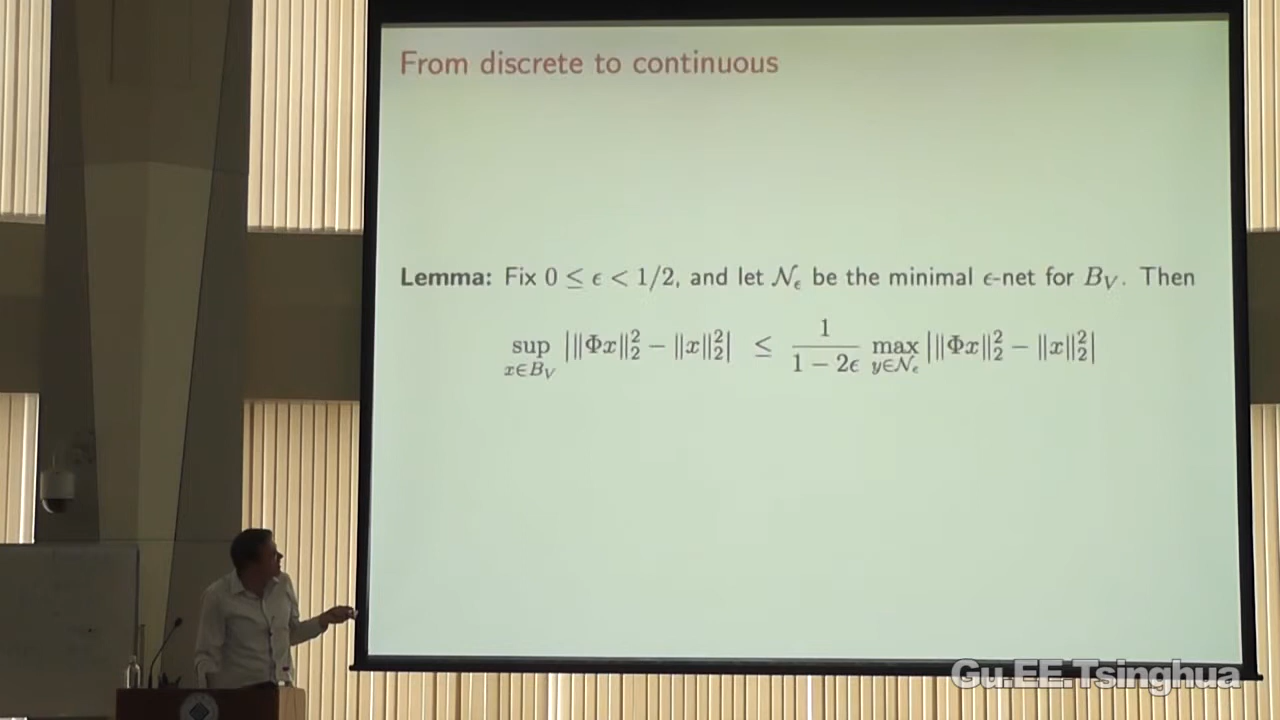 From discrete to continuous
Lemma: Fix 0 ≤ ϵ < 1/2, and let 𝒩_ϵ be the minimal ϵ-net for B_V. Then
sup_{x∈B_V} |‖Φx‖₂² − ‖x‖₂²| ≤ \frac{1}{1 − 2ϵ} max_{y∈𝒩_ϵ} |‖Φx‖₂² − ‖x‖₂²|
Gu.EE.Tsinghua